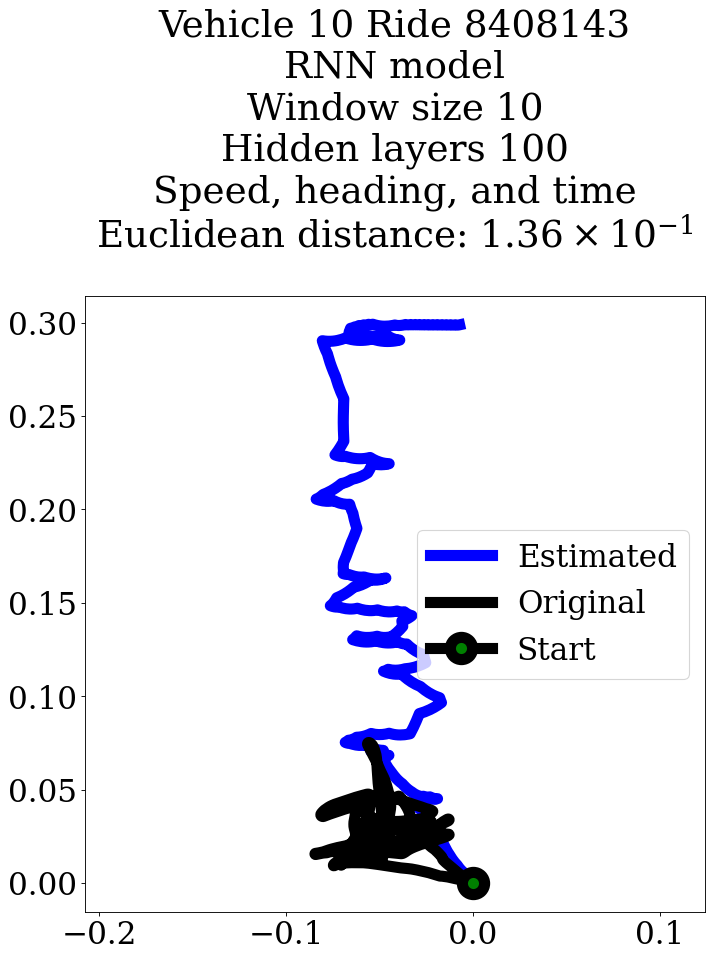 Vehicle 10 Ride 8408143
RNN model
Window size 10
Hidden layers 100
Speed, heading, and time
Euclidean distance: 1.36 × 10⁻¹
0.30
0.25
0.20
0.15
0.10
0.05
0.00
Estimated
Original
Start
−0.2
−0.1
0.0
0.1